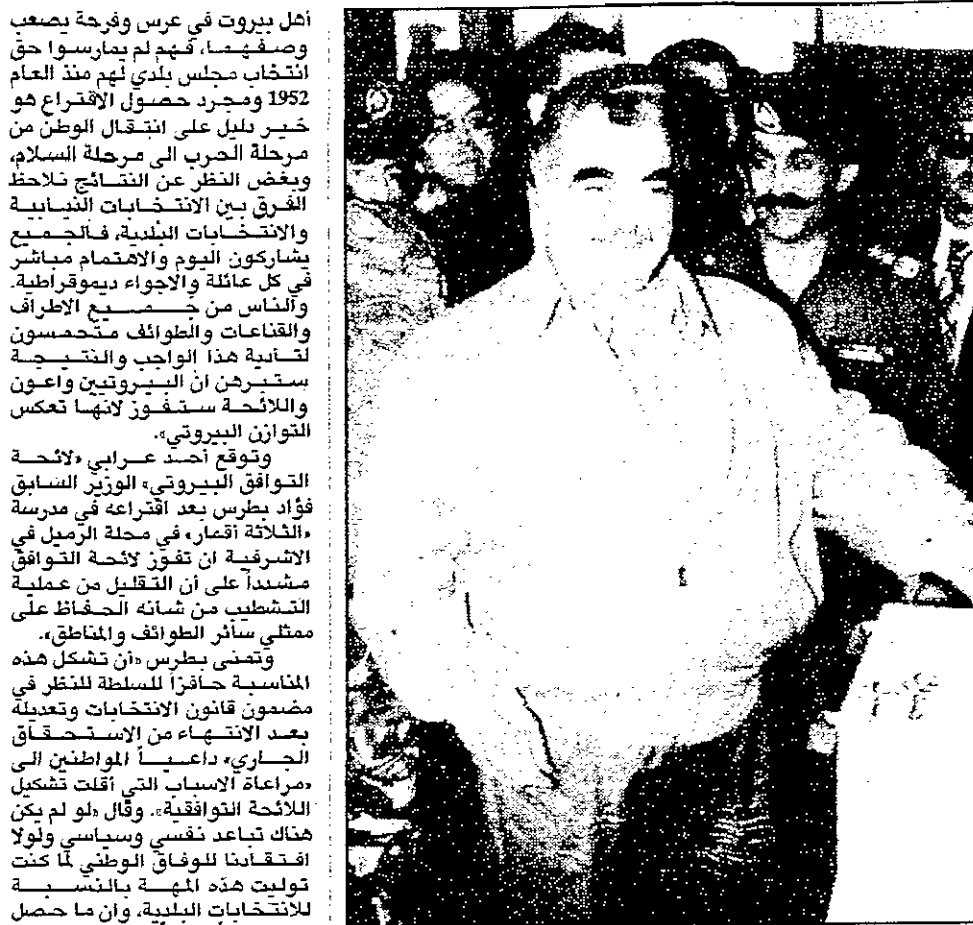 أهل بيروت في عرس وفرحة يصعب
وصفهما، فهم لم يمارسوا حق
انتخاب مجلس بلدي لهم منذ العام
1952 ومجرد حصول الاقتراع هو
خير دليل على انتقال الوطن من
مرحلة الحرب الى مرحلة السلام،
وبغض النظر عن النتائج نلاحظ
الفرق بين الانتخابات النيابية
والانتخابات البلدية، فالجميع
يشاركون اليوم والاهتمام مباشر
في كل عائلة والاجواء ديموقراطية.
والناس من جميع الاطراف
والقناعات والطوائف متحمسون
لتأدية هذا الواجب والنتيجة
ستبرهن ان البيروتيين واعون
واللائحة ستفوز لانها تعكس
التوازن البيروتي».
وتوقع أحد عرابي «لائحة
التوافق البيروتي» الوزير السابق
فؤاد بطرس بعد اقتراعه في مدرسة
«الثلاثة أقمار» في محلة الرميل في
الاشرفية ان تفوز لائحة التوافق
مشدداً على أن التقليل من عملية
التشطيب من شانه الحفاظ على
ممثلي سائر الطوائف والمناطق».
وتمنى بطرس «أن تشكل هذه
المناسبة حافزاً للسلطة للنظر في
مضمون قانون الانتخابات وتعديله
بعد الانتهاء من الاستحقاق
الجاري» داعياً المواطنين الى
«مراعاة الاسباب التي أقلت تشكيل
اللائحة التوافقية». وقال «لو لم يكن
هناك تباعد نفسي وسياسي ولولا
افتقادنا للوفاق الوطني لما كنت
توليت هذه المهة بالنسبة
للانتخابات البلدية، وان ما حصل